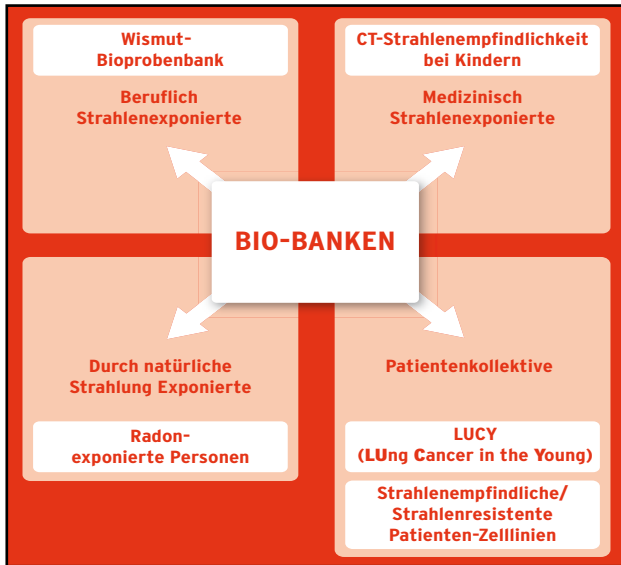 Wismut-
Bioprobenbank
Beruflich
Strahlenexponierte
CT-Strahlenempfindlichkeit
bei Kindern
Medizinisch
Strahlenexponierte
BIO-BANKEN
Durch natürliche
Strahlung Exponierte
Radon-
exponierte Personen
Patientenkollektive
LUCY
(LUng Cancer in the Young)
Strahlenempfindliche/
Strahlenresistente
Patienten-Zelllinien